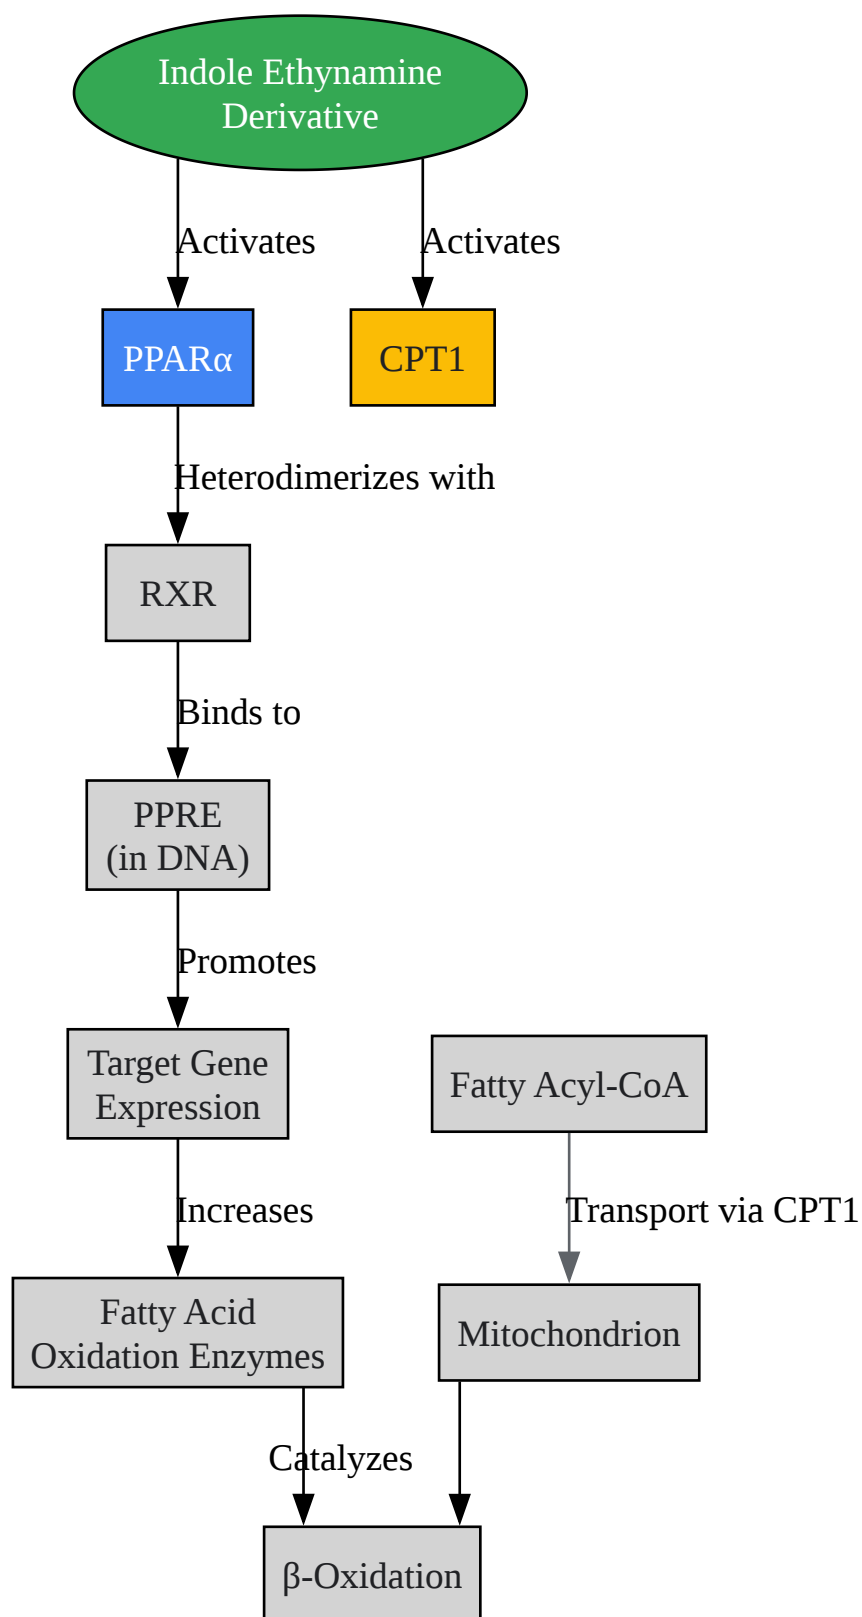 Indole Ethynamine
Derivative
Activates
Activates
PPARα
CPT1
Heterodimerizes with
RXR
Binds to
PPRE
(in DNA)
Promotes
Target Gene
Expression
Fatty Acyl-CoA
Increases
Transport via CPT1
Fatty Acid
Oxidation Enzymes
Mitochondrion
Catalyzes
β-Oxidation